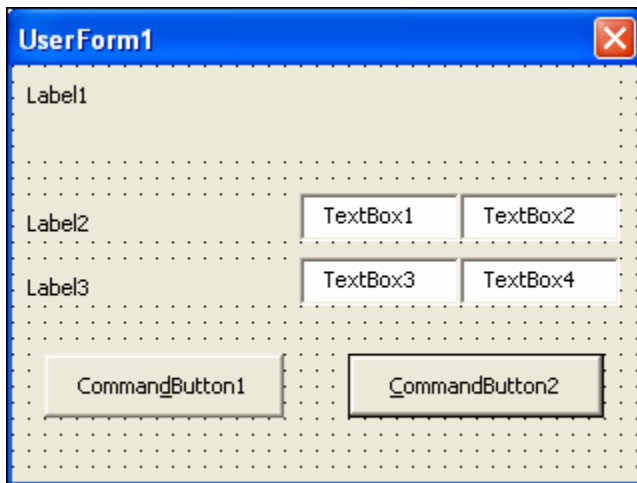 UserForm1
Label1
Label2 TextBox1 TextBox2
Label3 TextBox3 TextBox4
CommandButton1 CommandButton2